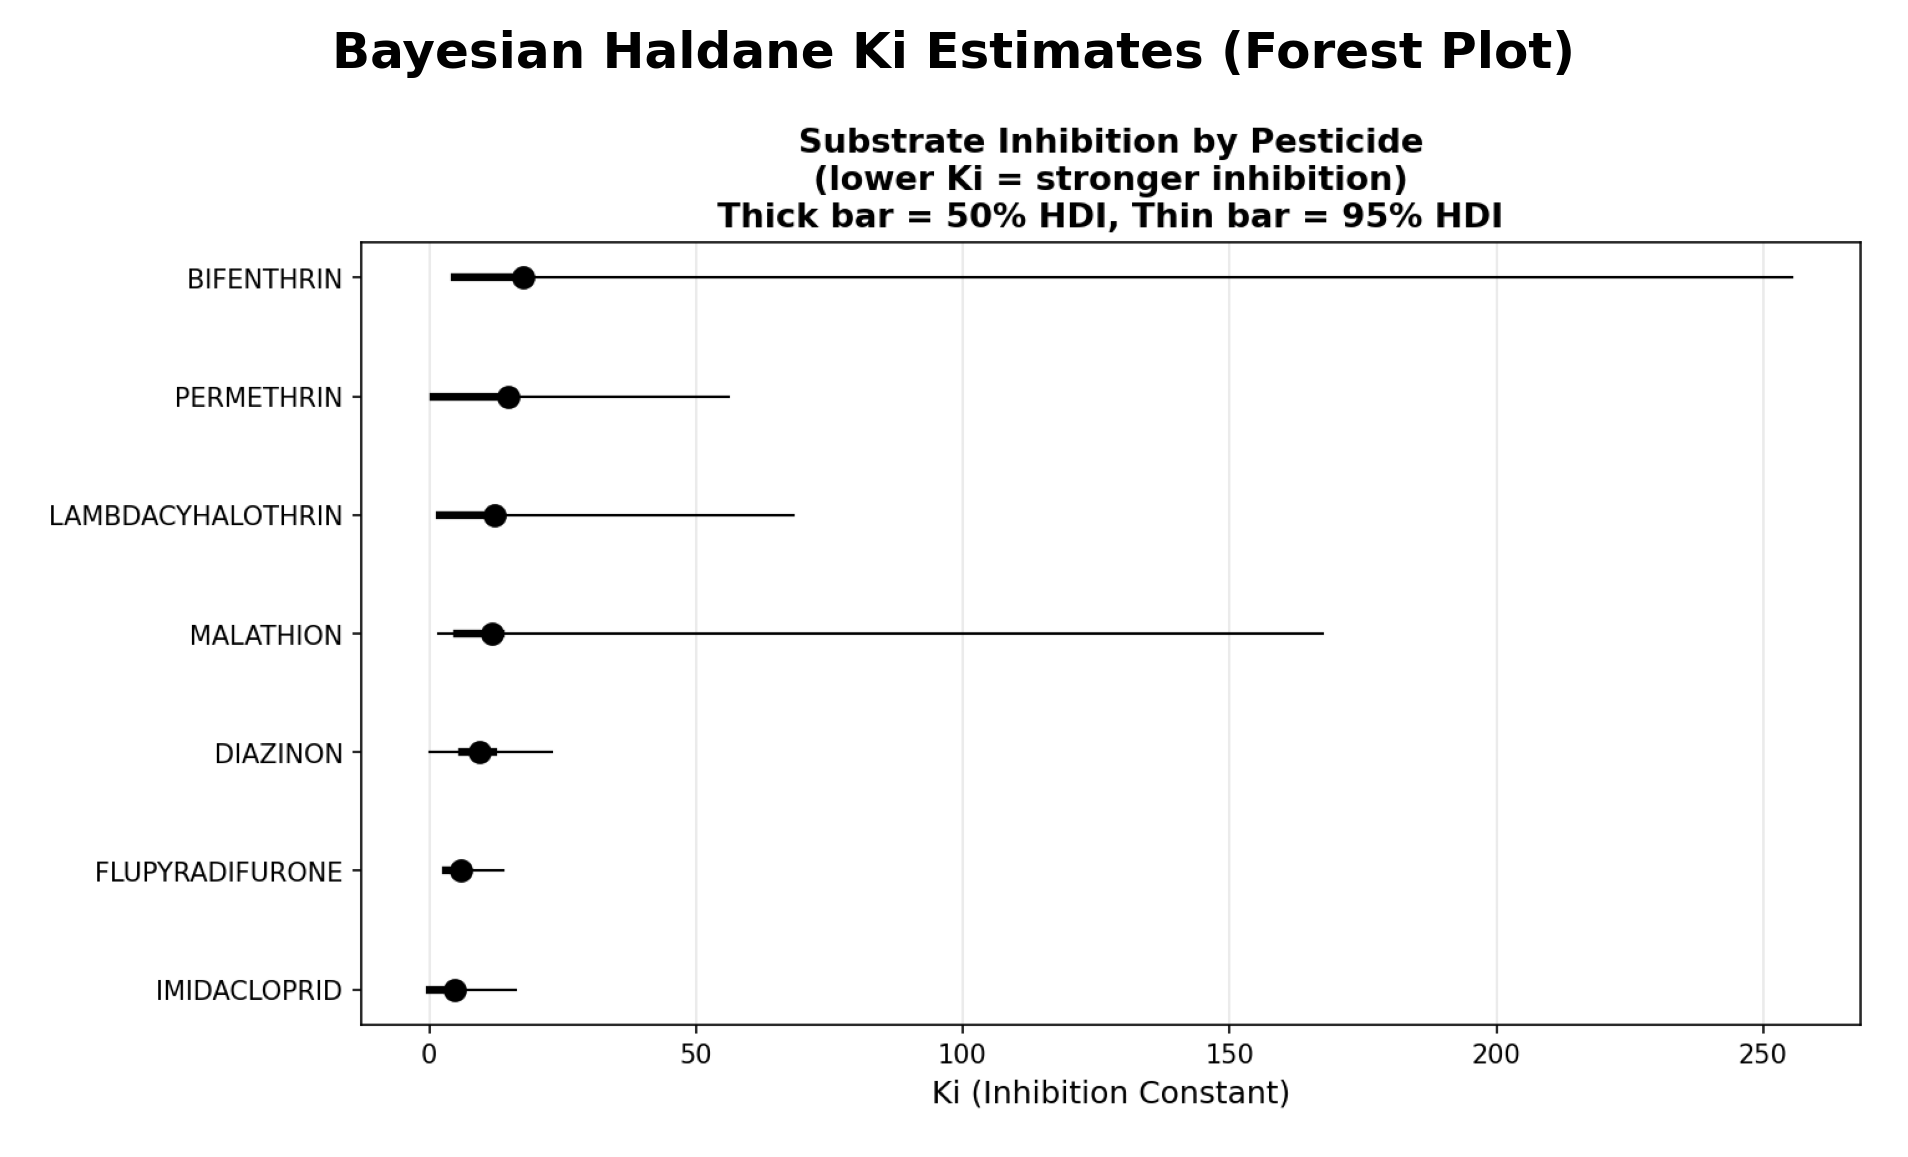 Bayesian Haldane Ki Estimates (Forest Plot)
Substrate Inhibition by Pesticide
(lower Ki = stronger inhibition)
Thick bar = 50% HDI, Thin bar = 95% HDI
BIFENTHRIN
PERMETHRIN
LAMBDACYHALOTHRIN
MALATHION
DIAZINON
FLUPYRADIFURONE
IMIDACLOPRID
0 50 100 150 200 250
Ki (Inhibition Constant)